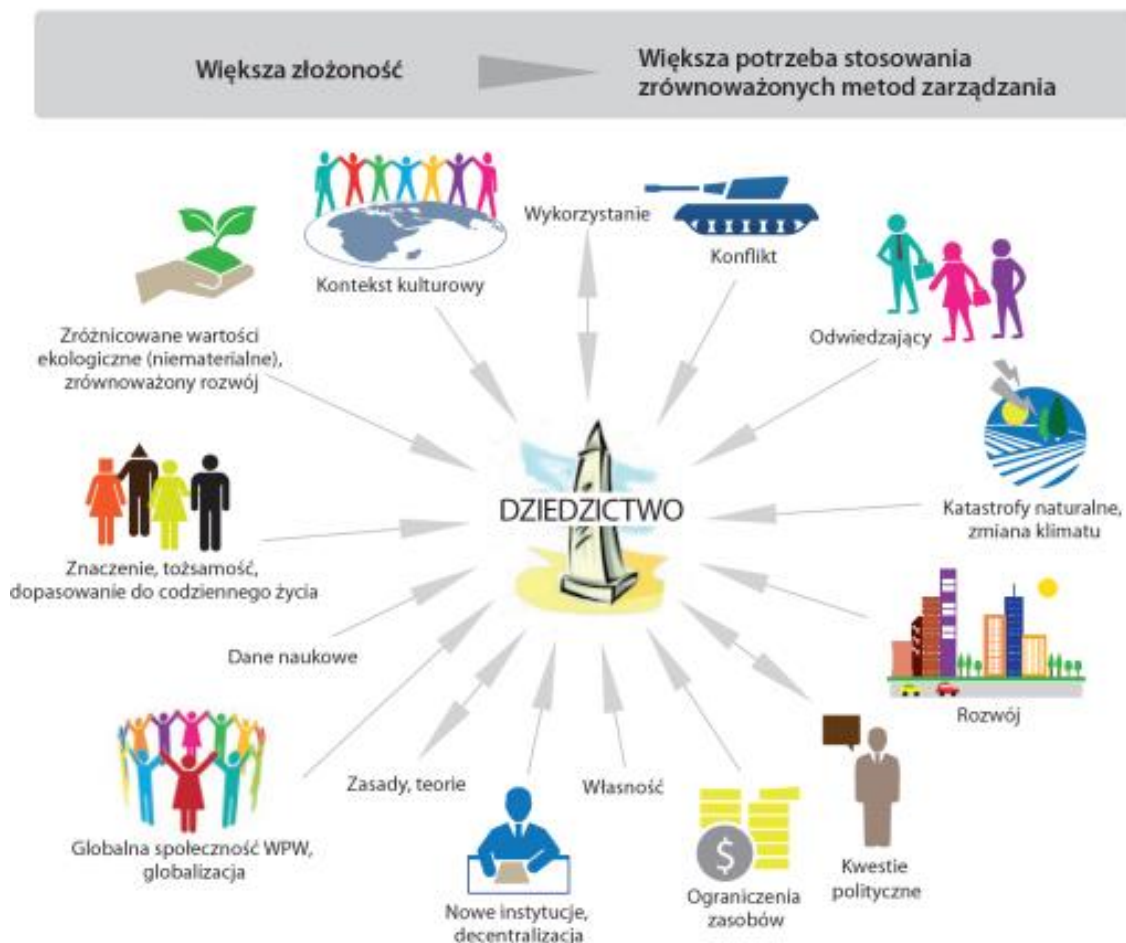 Większa złożoność
Większa potrzeba stosowania
zrównoważonych metod zarządzania
Kontekst kulturowy
Wykorzystanie
Konflikt
Odwiedzający
Zróżnicowane wartości
ekologiczne (niematerialne),
zrównoważony rozwój
DZIEDZICTWO
Katastrofy naturalne,
zmiana klimatu
Znaczenie, tożsamość,
dopasowanie do codziennego życia
Dane naukowe
Rozwój
Zasady, teorie
Własność
$
Globalna społeczność WPW,
globalizacja
Nowe instytucje,
decentralizacja
Ograniczenia
zasobów
Kwestie
polityczne